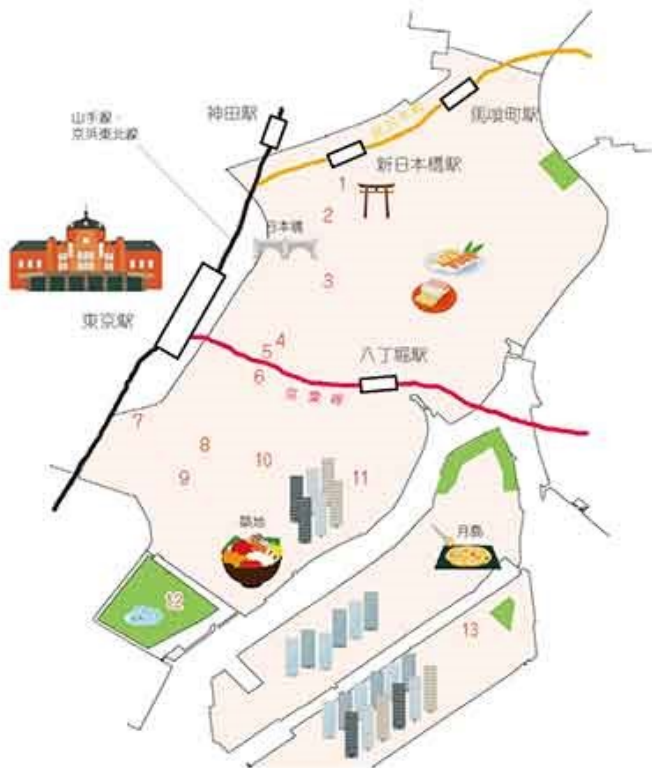 山手線・
京浜東北線
神田駅
馬喰町駅
新日本橋駅
1
2
日本橋
3
東京駅
4
5
八丁堀駅
6
京葉線
7
8
9
10
11
築地
月島
12
13